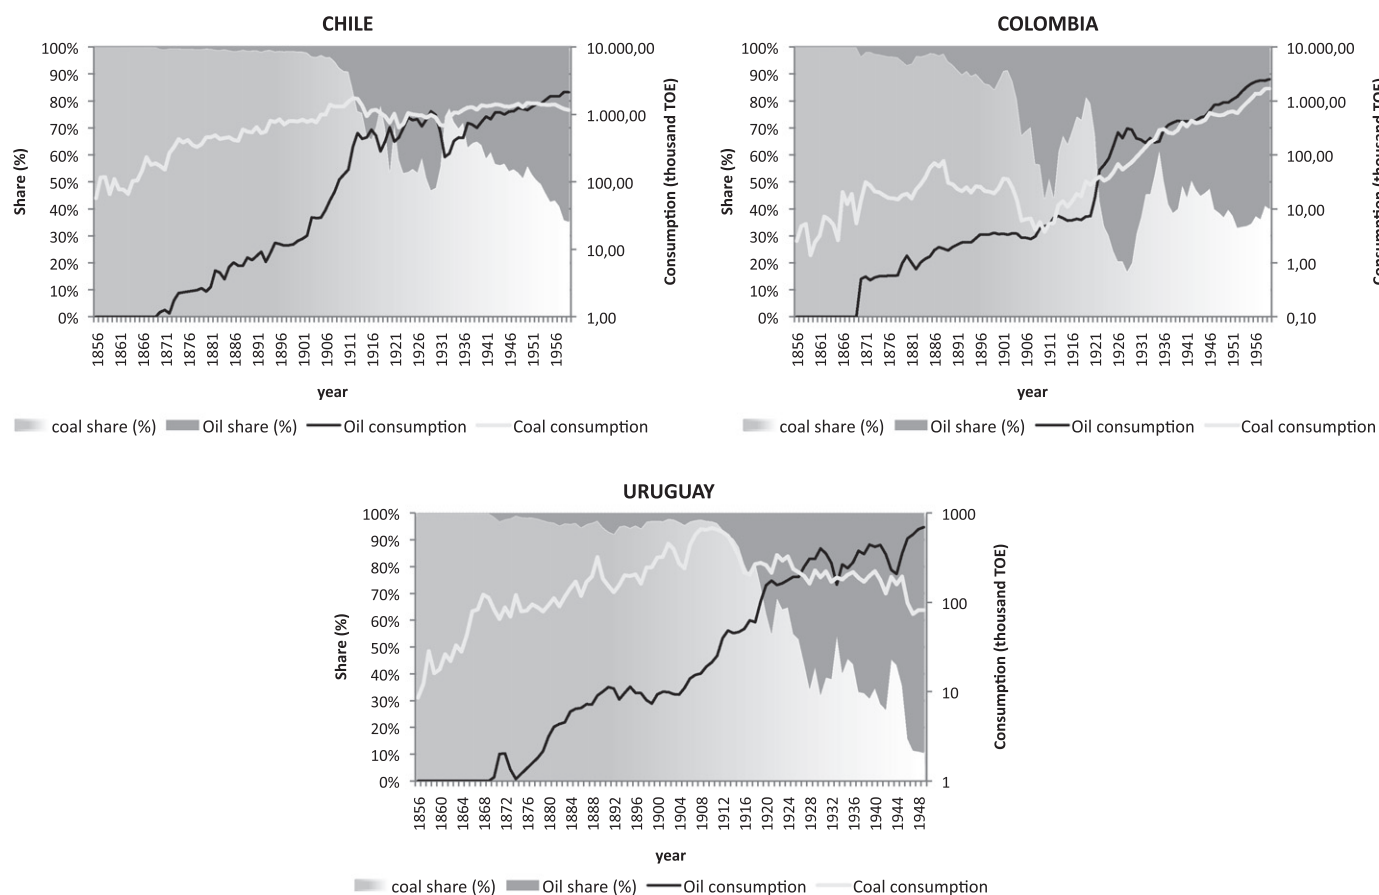 CHILE
100%
90%
80%
70%
60%
50%
40%
30%
20%
10%
0%
Share (%)
10.000,00
1.000,00
100,00
10,00
1,00
Consumption (thousand TOE)
1856 1861 1866 1871 1876 1881 1886 1891 1896 1901 1906 1911 1916 1921 1926 1931 1936 1941 1946 1951 1956
year
coal share (%) Oil share (%) Oil consumption Coal consumption
COLOMBIA
100%
90%
80%
70%
60%
50%
40%
30%
20%
10%
0%
Share (%)
10.000,00
1.000,00
100,00
10,00
1,00
0,10
Consumption (thousand TOE)
1856 1861 1866 1871 1876 1881 1886 1891 1896 1901 1906 1911 1916 1921 1926 1931 1936 1941 1946 1951 1956
year
coal share (%) Oil share (%) Oil consumption Coal consumption
URUGUAY
100%
90%
80%
70%
60%
50%
40%
30%
20%
10%
0%
Share (%)
1000
100
10
1
Consumption (thousand TOE)
1856 1860 1864 1868 1872 1876 1880 1884 1888 1892 1896 1900 1904 1908 1912 1916 1920 1924 1928 1932 1936 1940 1944 1948
year
coal share (%) Oil share (%) Oil consumption Coal consumption